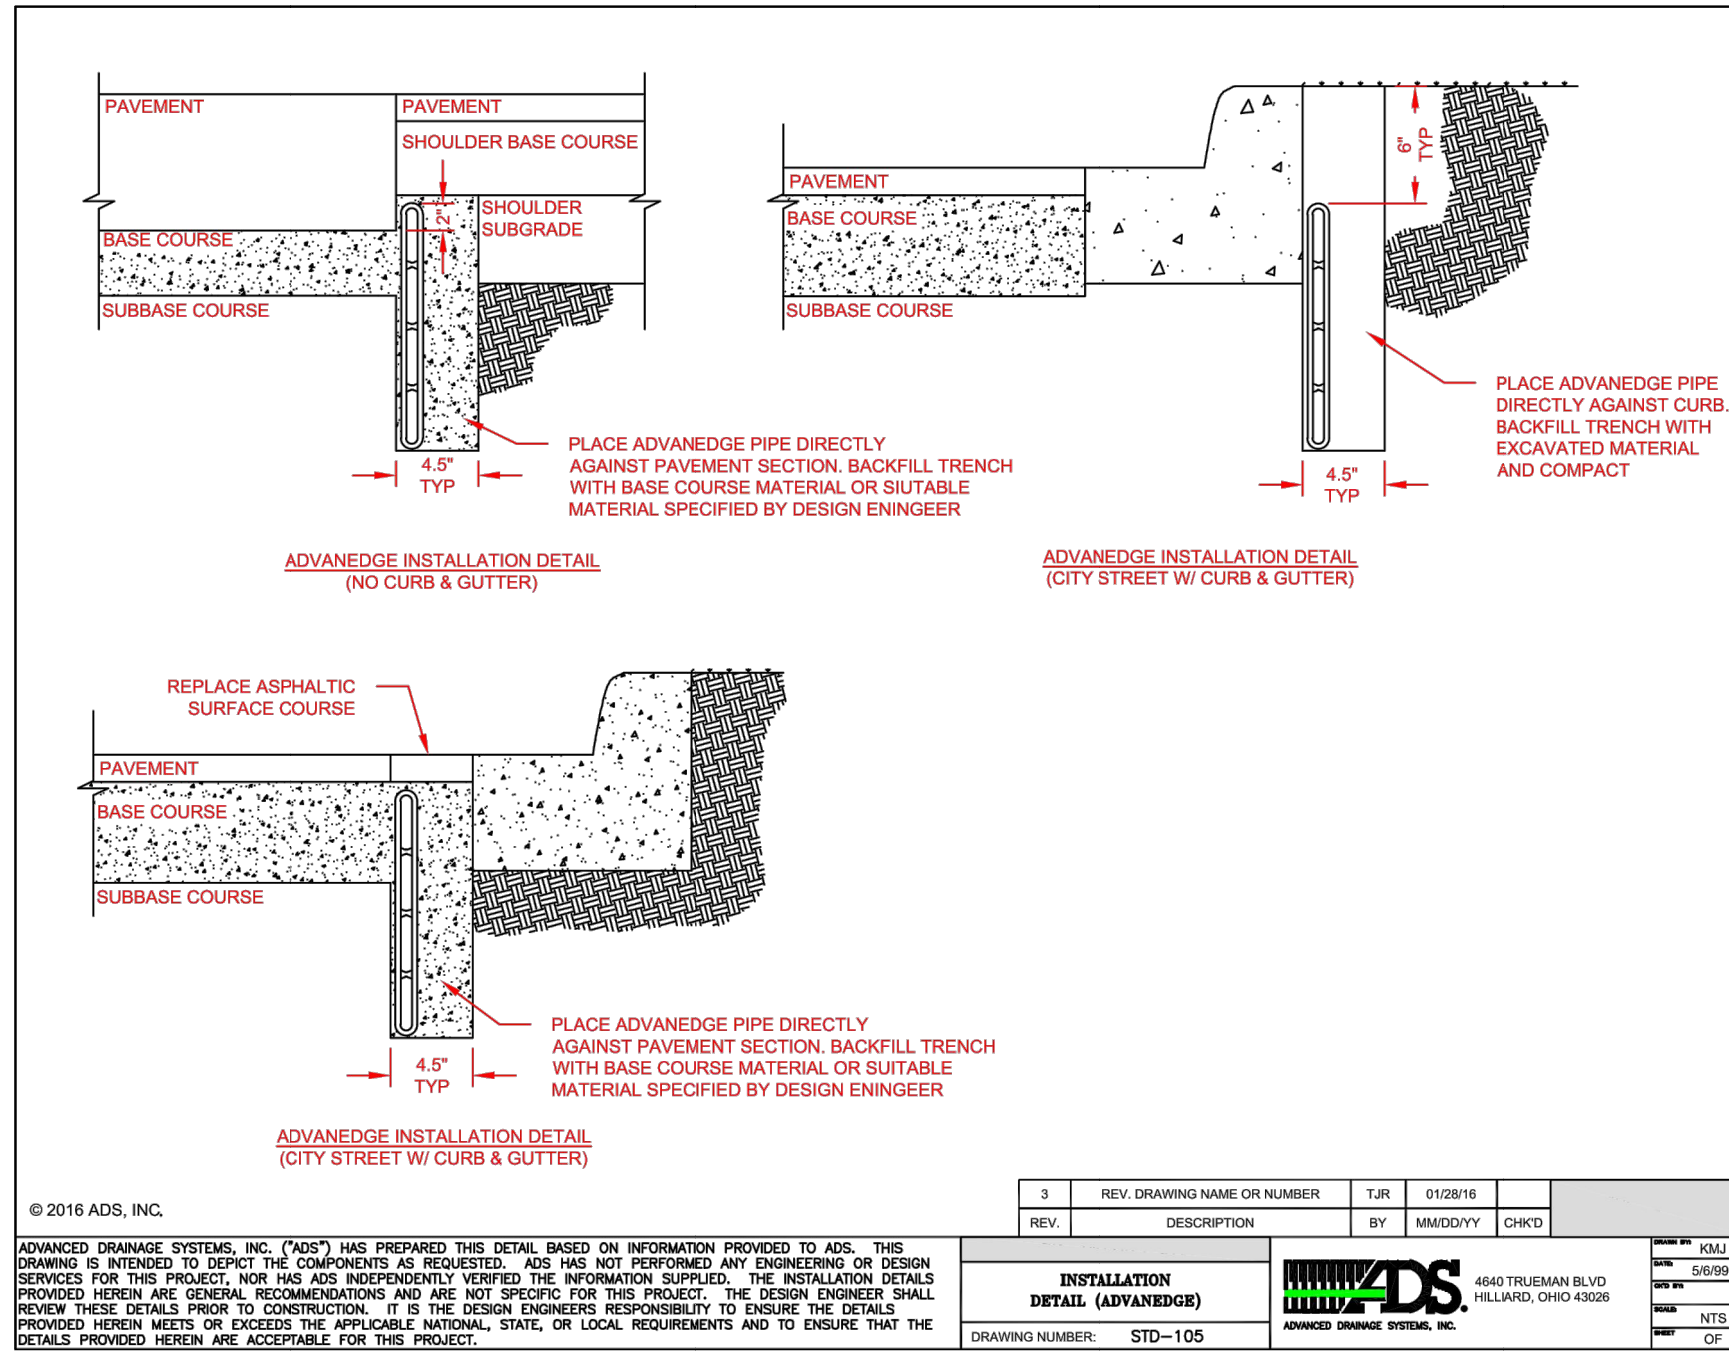 PAVEMENT
PAVEMENT
SHOULDER BASE COURSE
2"
SHOULDER
SUBGRADE
BASE COURSE
SUBBASE COURSE
4.5"
TYP
PLACE ADVANEDGE PIPE DIRECTLY
AGAINST PAVEMENT SECTION. BACKFILL TRENCH
WITH BASE COURSE MATERIAL OR SIUTABLE
MATERIAL SPECIFIED BY DESIGN ENINGEER
ADVANEDGE INSTALLATION DETAIL
(NO CURB & GUTTER)
6"
TYP
PAVEMENT
BASE COURSE
SUBBASE COURSE
PLACE ADVANEDGE PIPE
DIRECTLY AGAINST CURB.
BACKFILL TRENCH WITH
EXCAVATED MATERIAL
AND COMPACT
4.5"
TYP
ADVANEDGE INSTALLATION DETAIL
(CITY STREET W/ CURB & GUTTER)
REPLACE ASPHALTIC
SURFACE COURSE
PAVEMENT
BASE COURSE
SUBBASE COURSE
PLACE ADVANEDGE PIPE DIRECTLY
AGAINST PAVEMENT SECTION. BACKFILL TRENCH
WITH BASE COURSE MATERIAL OR SUITABLE
MATERIAL SPECIFIED BY DESIGN ENINGEER
4.5"
TYP
ADVANEDGE INSTALLATION DETAIL
(CITY STREET W/ CURB & GUTTER)
© 2016 ADS, INC.
3 REV. DRAWING NAME OR NUMBER TJR 01/28/16
REV. DESCRIPTION BY MM/DD/YY CHK'D
ADVANCED DRAINAGE SYSTEMS, INC. ("ADS") HAS PREPARED THIS DETAIL BASED ON INFORMATION PROVIDED TO ADS. THIS
DRAWING IS INTENDED TO DEPICT THE COMPONENTS AS REQUESTED. ADS HAS NOT PERFORMED ANY ENGINEERING OR DESIGN
SERVICES FOR THIS PROJECT, NOR HAS ADS INDEPENDENTLY VERIFIED THE INFORMATION SUPPLIED. THE INSTALLATION DETAILS
PROVIDED HEREIN ARE GENERAL RECOMMENDATIONS AND ARE NOT SPECIFIC FOR THIS PROJECT. THE DESIGN ENGINEER SHALL
REVIEW THESE DETAILS PRIOR TO CONSTRUCTION. IT IS THE DESIGN ENGINEERS RESPONSIBILITY TO ENSURE THE DETAILS
PROVIDED HEREIN MEETS OR EXCEEDS THE APPLICABLE NATIONAL, STATE, OR LOCAL REQUIREMENTS AND TO ENSURE THAT THE
DETAILS PROVIDED HEREIN ARE ACCEPTABLE FOR THIS PROJECT.
INSTALLATION
DETAIL (ADVANEDGE)
DRAWING NUMBER: STD-105
ADS.
ADVANCED DRAINAGE SYSTEMS, INC.
4640 TRUEMAN BLVD
HILLIARD, OHIO 43026
DRAWN BY: KMJ
DATE: 5/6/99
CK'D BY:
SCALE: NTS
SHEET OF